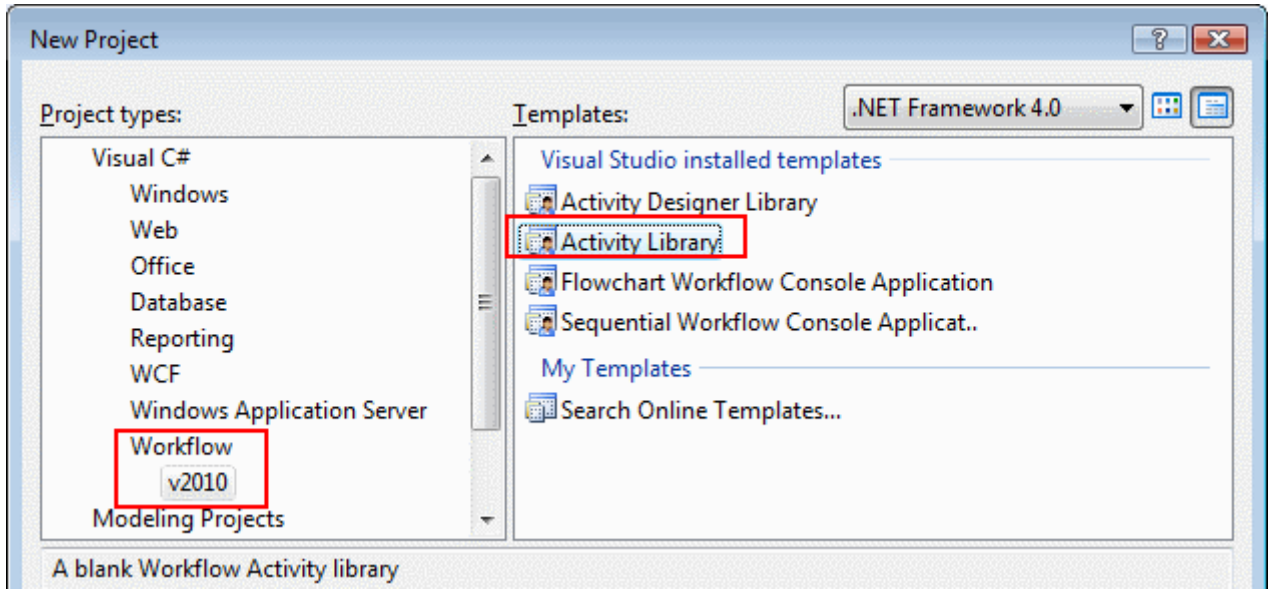 New Project
Project types:
Templates:
.NET Framework 4.0
Visual C#
Windows
Web
Office
Database
Reporting
WCF
Windows Application Server
Workflow
v2010
Modeling Projects
Visual Studio installed templates
Activity Designer Library
Activity Library
Flowchart Workflow Console Application
Sequential Workflow Console Applicat..
My Templates
Search Online Templates...
A blank Workflow Activity library